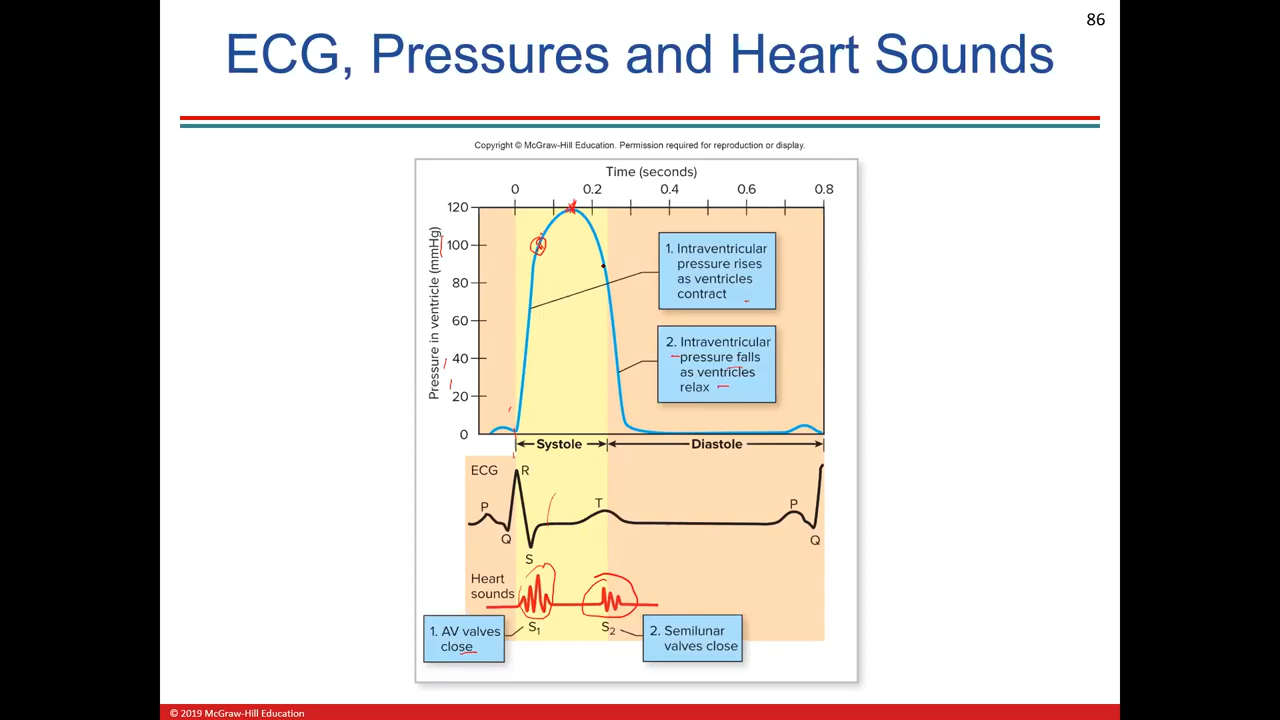 86
ECG, Pressures and Heart Sounds
Copyright © McGraw-Hill Education. Permission required for reproduction or display.
Time (seconds)
0 0.2 0.4 0.6 0.8
Pressure in ventricle (mmHg)
120
100
80
60
40
20
0
1. Intraventricular
pressure rises
as ventricles
contract
2. Intraventricular
pressure falls
as ventricles
relax
Systole
Diastole
ECG
R
P
Q
S
T
P
Q
Heart
sounds
S1
S2
1. AV valves
close
2. Semilunar
valves close
© 2019 McGraw-Hill Education